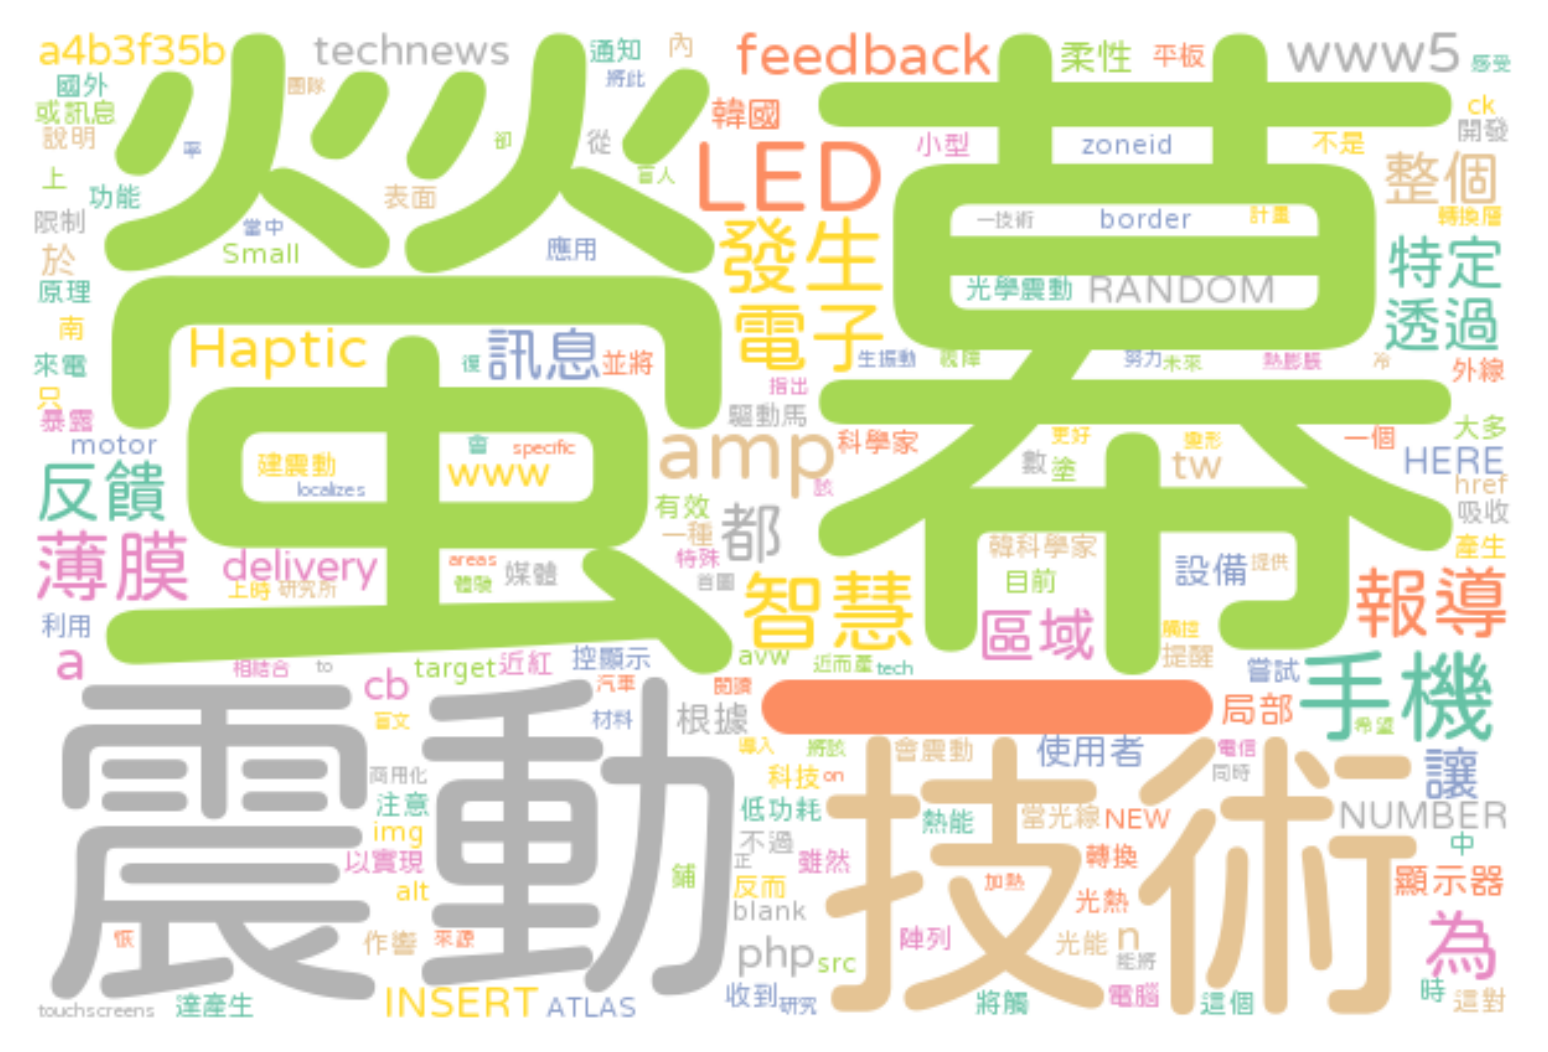 a4b3f35b technews 通知 內 feedback 柔性 平板 www5 感受
國外 團隊 將此 ck
或訊息 韓國 開發
說明 率 卻 從 小型 zoneid 不是
LED 整個
上 盲人
功能 表面
限制 當中 一技術 border 計畫 轉換層
Small 應用 發生 特定
於
原理 光學震動 RANDOM
南 電子 透過
螢幕
Haptic 訊息 並將
來電 復 生振動 努力 未來 熱膨脹 冷 外線
只 指出
暴露 驅動馬
motor 會 specific amp 科學家 更好 變形 一個 大多
建震動 www 數 塗 tw HERE
反饋 localizes 該 href
有效 吸收
一種 都
薄膜 delivery areas 媒體 特殊 韓科學家 產生
上時 研究所 體驗 首圖 目前 設備 提供
智慧 報導
利用 區域 觸控
a 相結合 to target 近紅 控顯示 avw 近而產 tech 提醒 嘗試
cb 汽車 閱讀 一 局部 手機
盲文 材料 根據 希望
震動 導入 將該 會震動 使用者 電信 讓
商用化 科技 on 同時
注意 低功耗 技術 NUMBER
img 熱能 當光線 NEW
以實現 不過 正 雖然 轉換 中
alt 鋪 反而 加熱 顯示器
blank 光熱
恢 作響 來源 陣列 光能 n 為
php src 能將
touchscreens 達產生 INSERT ATLAS 收到 研究 將觸 電腦 這個 時 這對